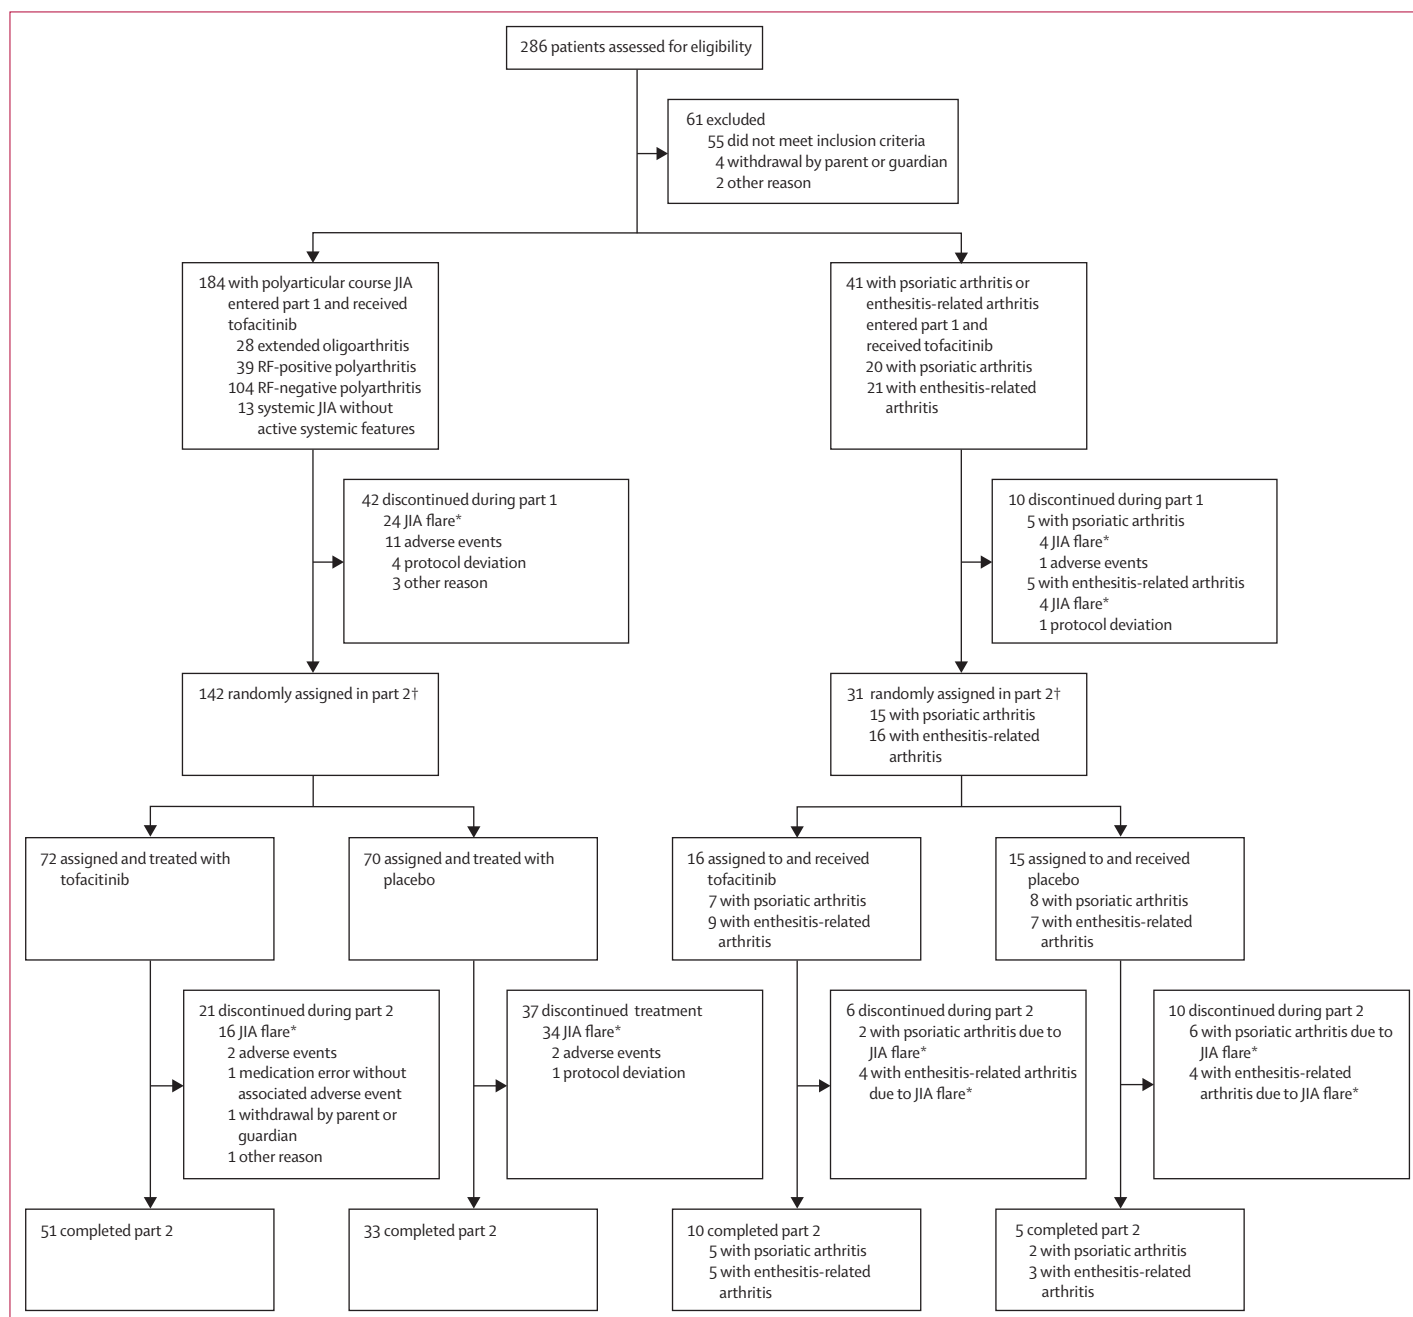 286 patients assessed for eligibility
61 excluded
55 did not meet inclusion criteria
4 withdrawal by parent or guardian
2 other reason
184 with polyarticular course JIA
entered part 1 and received
tofacitinib
28 extended oligoarthritis
39 RF-positive polyarthritis
104 RF-negative polyarthritis
13 systemic JIA without
active systemic features
41 with psoriatic arthritis or
enthesitis-related arthritis
entered part 1 and
received tofacitinib
20 with psoriatic arthritis
21 with enthesitis-related
arthritis
42 discontinued during part 1
24 JIA flare*
11 adverse events
4 protocol deviation
3 other reason
10 discontinued during part 1
5 with psoriatic arthritis
4 JIA flare*
1 adverse events
5 with enthesitis-related arthritis
4 JIA flare*
1 protocol deviation
142 randomly assigned in part 2†
31 randomly assigned in part 2†
15 with psoriatic arthritis
16 with enthesitis-related
arthritis
72 assigned and treated with
tofacitinib
70 assigned and treated with
placebo
16 assigned to and received
tofacitinib
7 with psoriatic arthritis
9 with enthesitis-related
arthritis
15 assigned to and received
placebo
8 with psoriatic arthritis
7 with enthesitis-related
arthritis
21 discontinued during part 2
16 JIA flare*
2 adverse events
1 medication error without
associated adverse event
1 withdrawal by parent or
guardian
1 other reason
37 discontinued treatment
34 JIA flare*
2 adverse events
1 protocol deviation
6 discontinued during part 2
2 with psoriatic arthritis due to
JIA flare*
4 with enthesitis-related arthritis
due to JIA flare*
10 discontinued during part 2
6 with psoriatic arthritis due to
JIA flare*
4 with enthesitis-related
arthritis due to JIA flare*
51 completed part 2
33 completed part 2
10 completed part 2
5 with psoriatic arthritis
5 with enthesitis-related
arthritis
5 completed part 2
2 with psoriatic arthritis
3 with enthesitis-related
arthritis